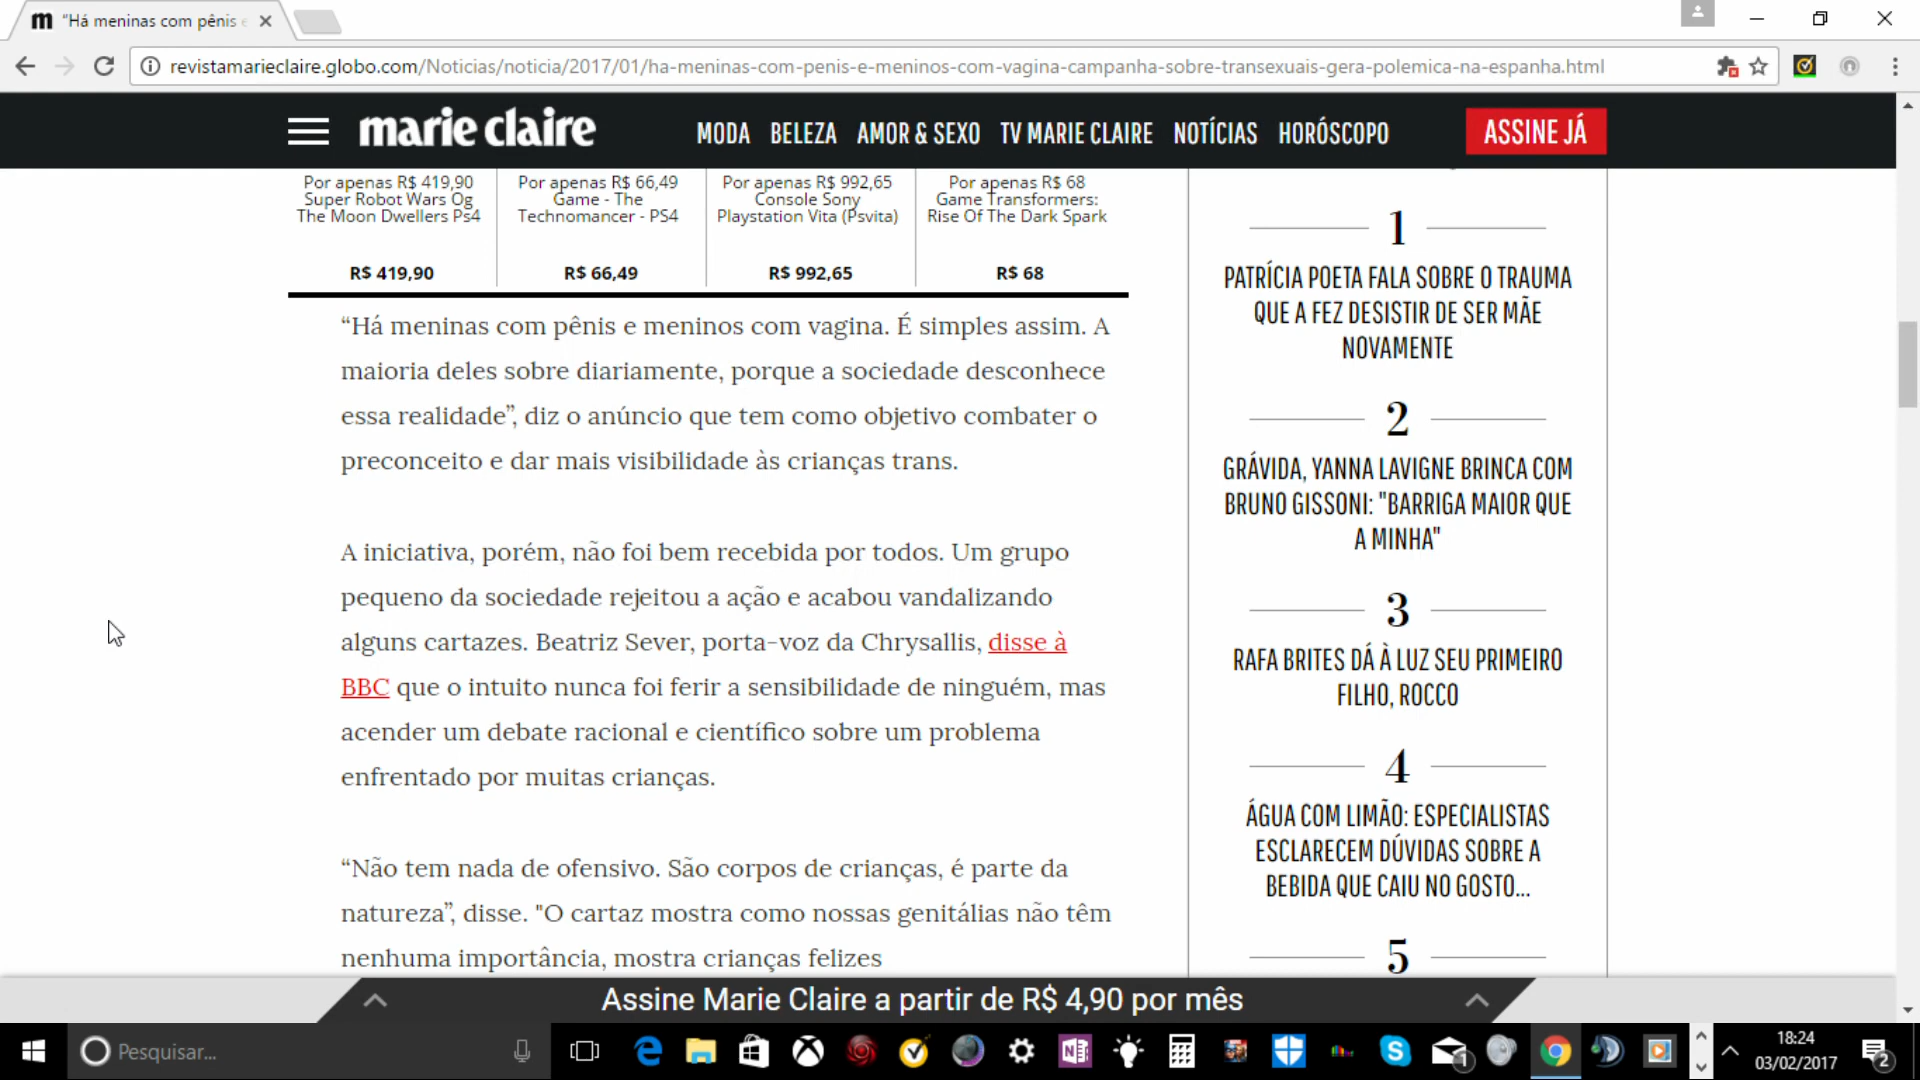 m "Há meninas com pênis e
revistamarieclaire.globo.com/Noticias/noticia/2017/01/ha-meninas-com-penis-e-meninos-com-vagina-campanha-sobre-transexuais-gera-polemica-na-espanha.html
marie claire MODA BELEZA AMOR & SEXO TV MARIE CLAIRE NOTÍCIAS HORÓSCOPO ASSINE JÁ
Por apenas R$ 419,90
Super Robot Wars Og
The Moon Dwellers Ps4
R$ 419,90
Por apenas R$ 66,49
Game - The
Technomancer - PS4
R$ 66,49
Por apenas R$ 992,65
Console Sony
Playstation Vita (Psvita)
R$ 992,65
Por apenas R$ 68
Game Transformers:
Rise Of The Dark Spark
R$ 68
“Há meninas com pênis e meninos com vagina. É simples assim. A
maioria deles sobre diariamente, porque a sociedade desconhece
essa realidade”, diz o anúncio que tem como objetivo combater o
preconceito e dar mais visibilidade às crianças trans.
A iniciativa, porém, não foi bem recebida por todos. Um grupo
pequeno da sociedade rejeitou a ação e acabou vandalizando
alguns cartazes. Beatriz Sever, porta-voz da Chrysallis, disse à
BBC que o intuito nunca foi ferir a sensibilidade de ninguém, mas
acender um debate racional e científico sobre um problema
enfrentado por muitas crianças.
“Não tem nada de ofensivo. São corpos de crianças, é parte da
natureza”, disse. "O cartaz mostra como nossas genitálias não têm
nenhuma importância, mostra crianças felizes
1
PATRÍCIA POETA FALA SOBRE O TRAUMA
QUE A FEZ DESISTIR DE SER MÃE
NOVAMENTE
2
GRÁVIDA, YANNA LAVIGNE BRINCA COM
BRUNO GISSONI: "BARRIGA MAIOR QUE
A MINHA"
3
RAFA BRITES DÁ À LUZ SEU PRIMEIRO
FILHO, ROCCO
4
ÁGUA COM LIMÃO: ESPECIALISTAS
ESCLARECEM DÚVIDAS SOBRE A
BEBIDA QUE CAIU NO GOSTO...
5
Assine Marie Claire a partir de R$ 4,90 por mês
Pesquisar...
1
18:24
03/02/2017
2